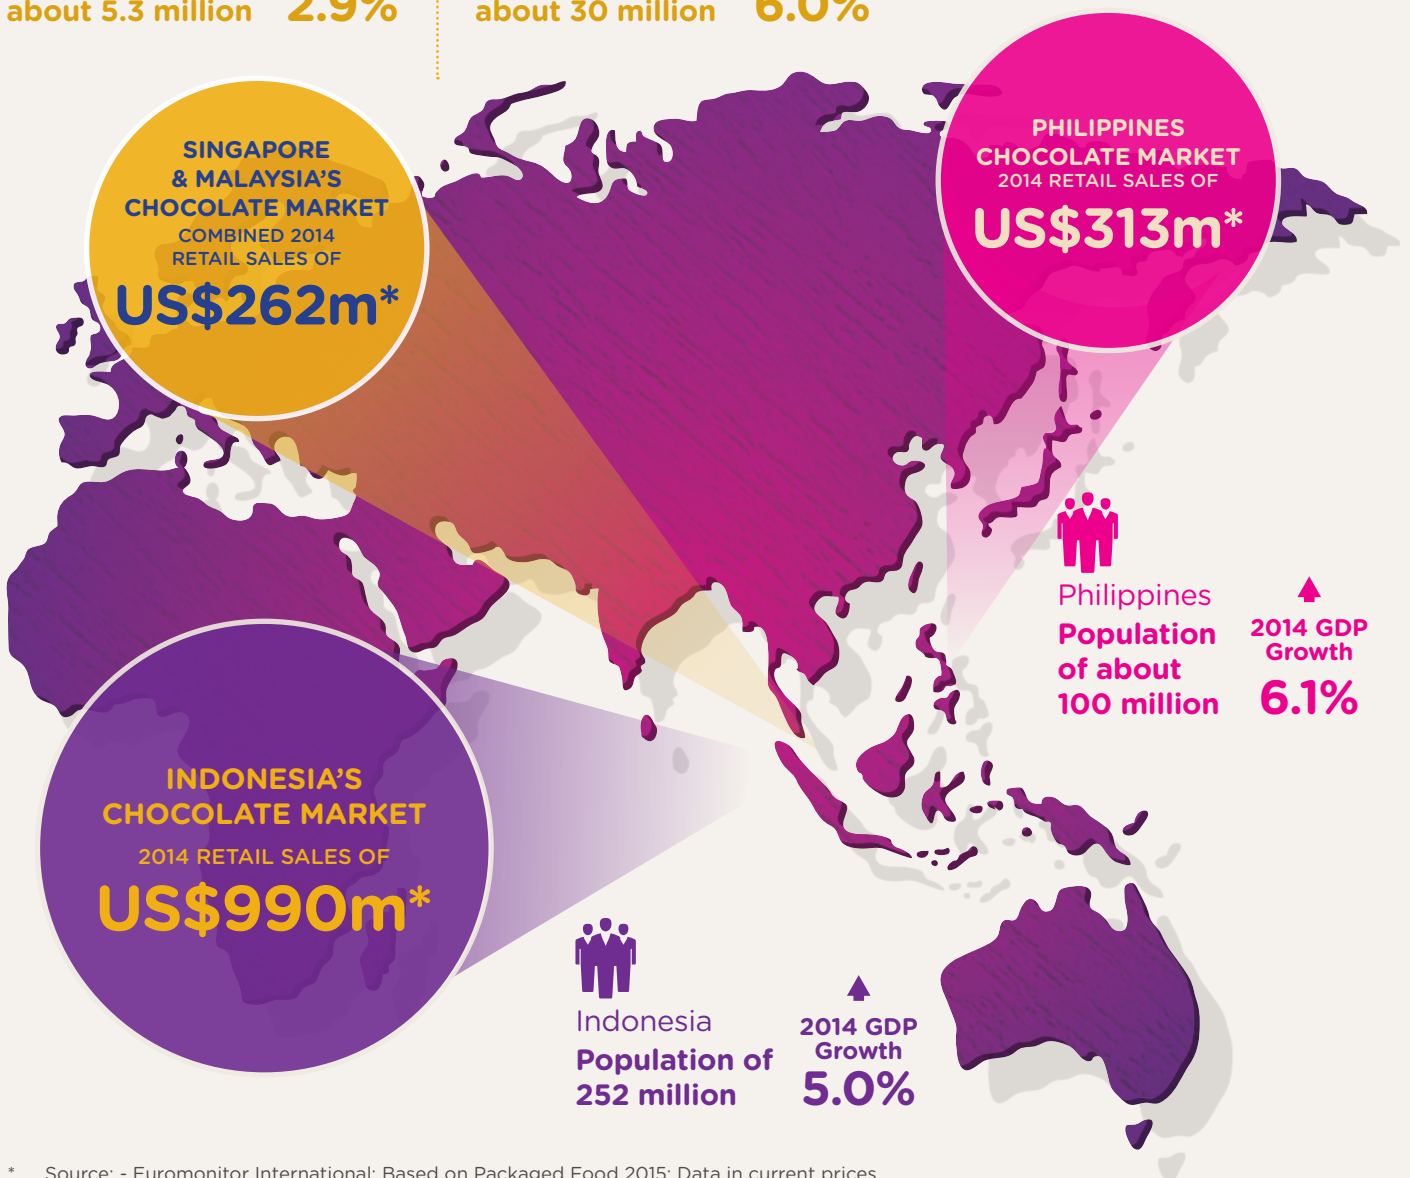 about 5.3 million 2.9%
about 30 million 6.0%
SINGAPORE
& MALAYSIA'S
CHOCOLATE MARKET
COMBINED 2014
RETAIL SALES OF
US$262m*
PHILIPPINES
CHOCOLATE MARKET
2014 RETAIL SALES OF
US$313m*
Philippines
Population
of about
100 million
2014 GDP
Growth
6.1%
INDONESIA'S
CHOCOLATE MARKET
2014 RETAIL SALES OF
US$990m*
Indonesia
Population of
252 million
2014 GDP
Growth
5.0%
* Source: - Euromonitor International: Based on Packaged Food 2015: Data in current prices